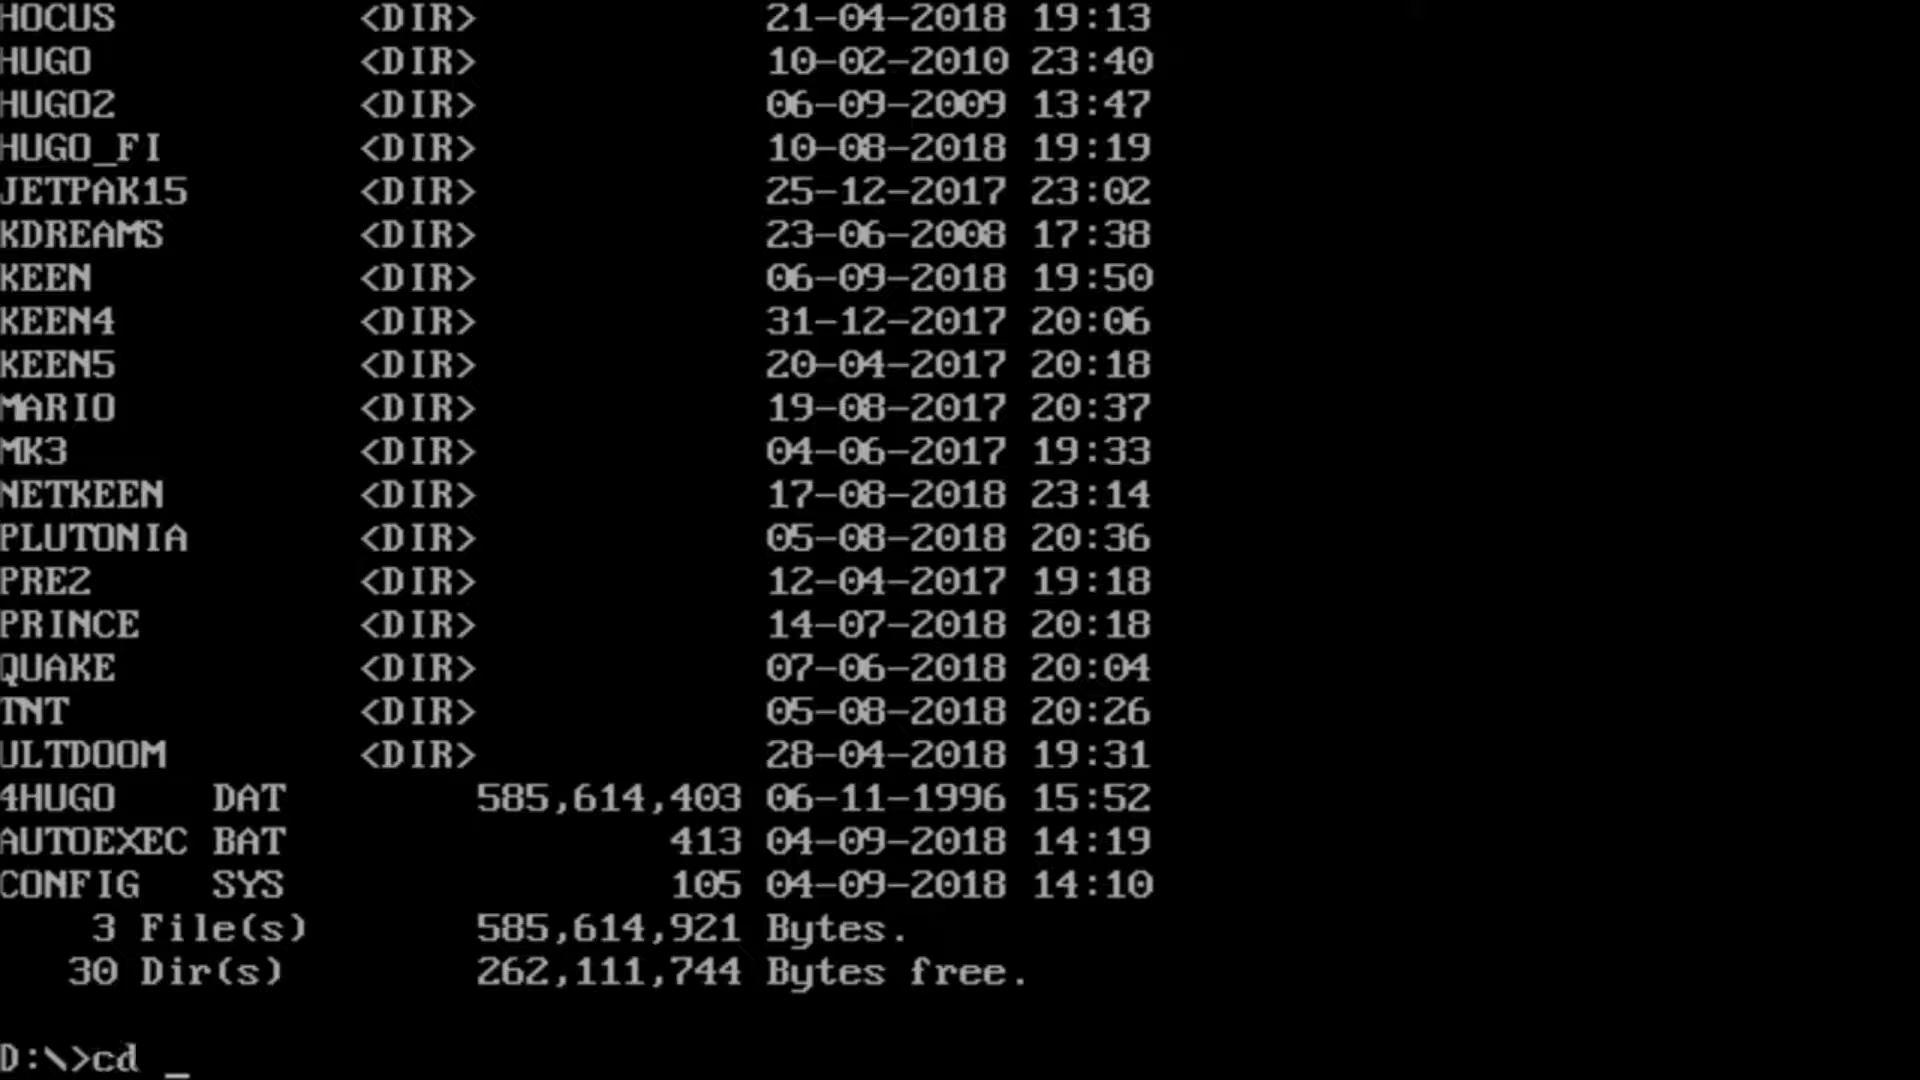 HOCUS <DIR> 21-04-2018 19:13
HUGO <DIR> 10-02-2010 23:40
HUGO2 <DIR> 06-09-2009 13:47
HUGO_FI <DIR> 10-08-2018 19:19
JETPAK15 <DIR> 25-12-2017 23:02
KDREAMS <DIR> 23-06-2008 17:38
KEEN <DIR> 06-09-2018 19:50
KEEN4 <DIR> 31-12-2017 20:06
KEEN5 <DIR> 20-04-2017 20:18
MARIO <DIR> 19-08-2017 20:37
MK3 <DIR> 04-06-2017 19:33
NETKEEN <DIR> 17-08-2018 23:14
PLUTONIA <DIR> 05-08-2018 20:36
PRE2 <DIR> 12-04-2017 19:18
PRINCE <DIR> 14-07-2018 20:18
QUAKE <DIR> 07-06-2018 20:04
TNT <DIR> 05-08-2018 20:26
ULTDOOM <DIR> 28-04-2018 19:31
4HUGO DAT 585,614,403 06-11-1996 15:52
AUTOEXEC BAT 413 04-09-2018 14:19
CONFIG SYS 105 04-09-2018 14:10
3 File(s) 585,614,921 Bytes.
30 Dir(s) 262,111,744 Bytes free.
D:\>cd _